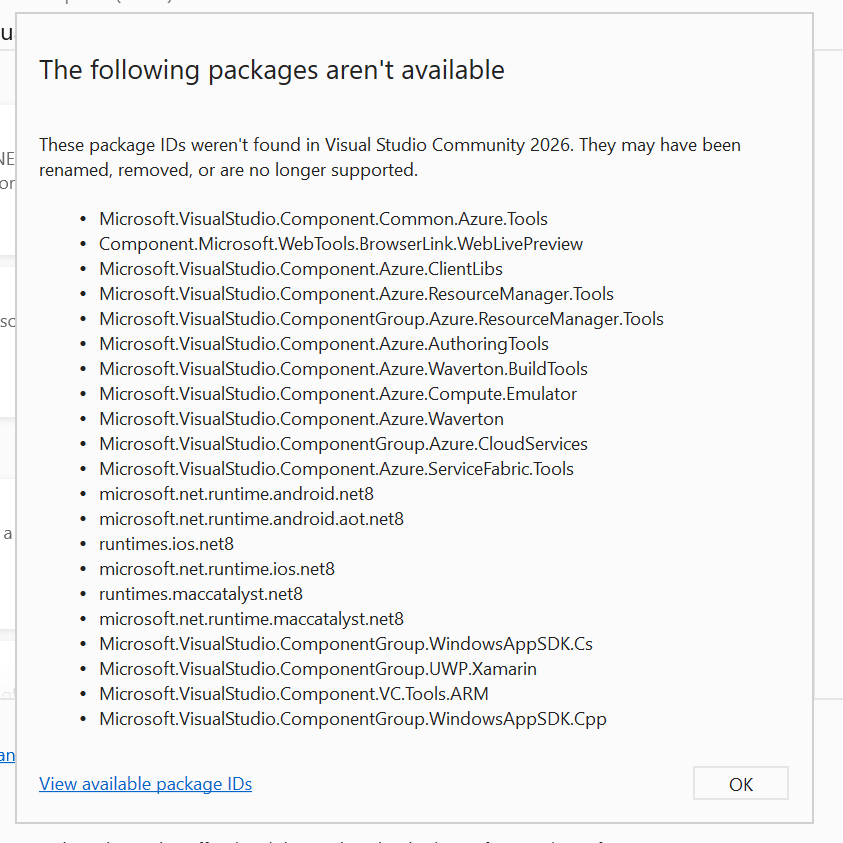 The following packages aren't available
These package IDs weren't found in Visual Studio Community 2026. They may have been
renamed, removed, or are no longer supported.
• Microsoft.VisualStudio.Component.Common.Azure.Tools
• Component.Microsoft.WebTools.BrowserLink.WebLivePreview
• Microsoft.VisualStudio.Component.Azure.ClientLibs
• Microsoft.VisualStudio.Component.Azure.ResourceManager.Tools
• Microsoft.VisualStudio.ComponentGroup.Azure.ResourceManager.Tools
• Microsoft.VisualStudio.Component.Azure.AuthoringTools
• Microsoft.VisualStudio.Component.Azure.Waverton.BuildTools
• Microsoft.VisualStudio.Component.Azure.Compute.Emulator
• Microsoft.VisualStudio.Component.Azure.Waverton
• Microsoft.VisualStudio.ComponentGroup.Azure.CloudServices
• Microsoft.VisualStudio.Component.Azure.ServiceFabric.Tools
• microsoft.net.runtime.android.net8
• microsoft.net.runtime.android.aot.net8
• runtimes.ios.net8
• microsoft.net.runtime.ios.net8
• runtimes.maccatalyst.net8
• microsoft.net.runtime.maccatalyst.net8
• Microsoft.VisualStudio.ComponentGroup.WindowsAppSDK.Cs
• Microsoft.VisualStudio.ComponentGroup.UWP.Xamarin
• Microsoft.VisualStudio.Component.VC.Tools.ARM
• Microsoft.VisualStudio.ComponentGroup.WindowsAppSDK.Cpp
View available package IDs
OK